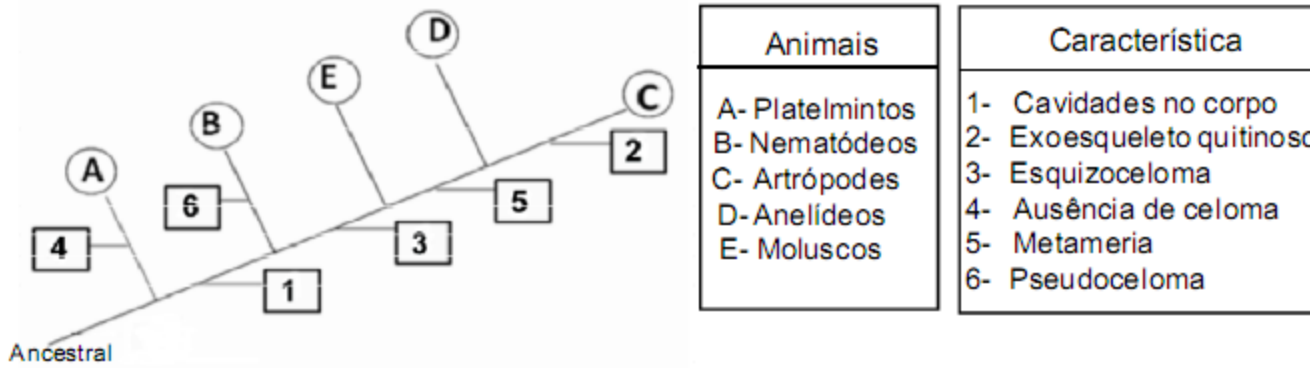 D
E
C
B
A
2
6
5
4
3
1
Ancestral
Animais
A- Platelmintos
B- Nematódeos
C- Artrópodes
D- Anelídeos
E- Moluscos
Característica
1- Cavidades no corpo
2- Exoesqueleto quitinoso
3- Esquizoceloma
4- Ausência de celoma
5- Metameria
6- Pseudoceloma